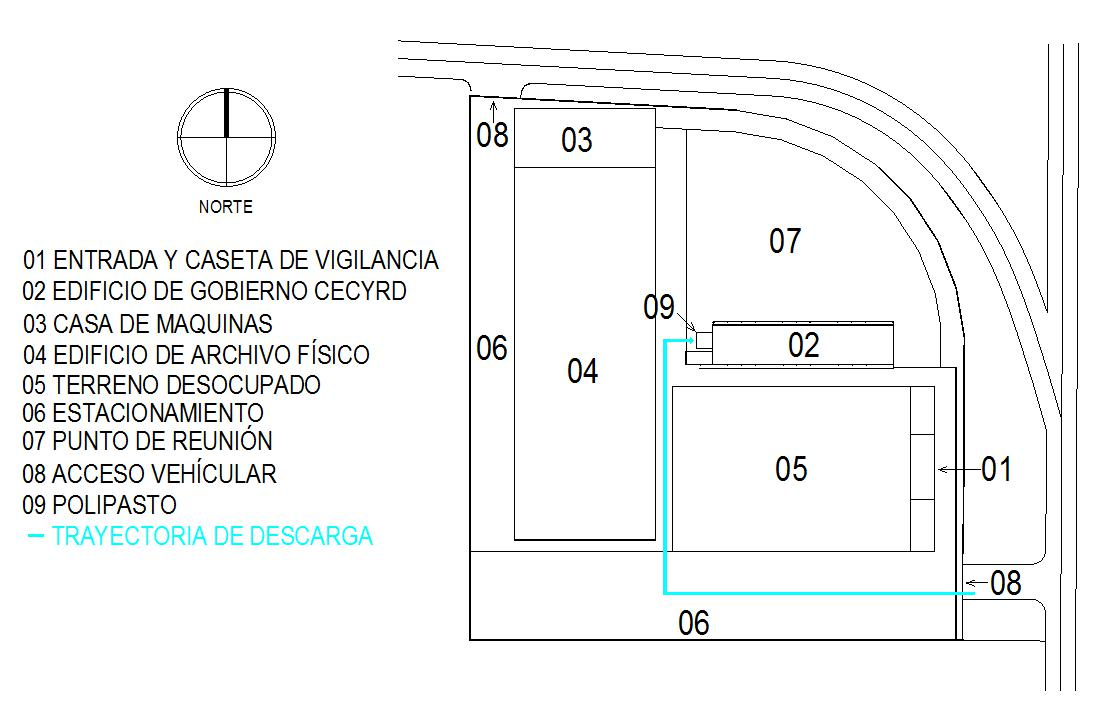 NORTE
01 ENTRADA Y CASETA DE VIGILANCIA
02 EDIFICIO DE GOBIERNO CECYRD
03 CASA DE MAQUINAS
04 EDIFICIO DE ARCHIVO FÍSICO
05 TERRENO DESOCUPADO
06 ESTACIONAMIENTO
07 PUNTO DE REUNIÓN
08 ACCESO VEHÍCULAR
09 POLIPASTO
TRAYECTORIA DE DESCARGA
08
03
07
09
06
02
04
05
01
08
06